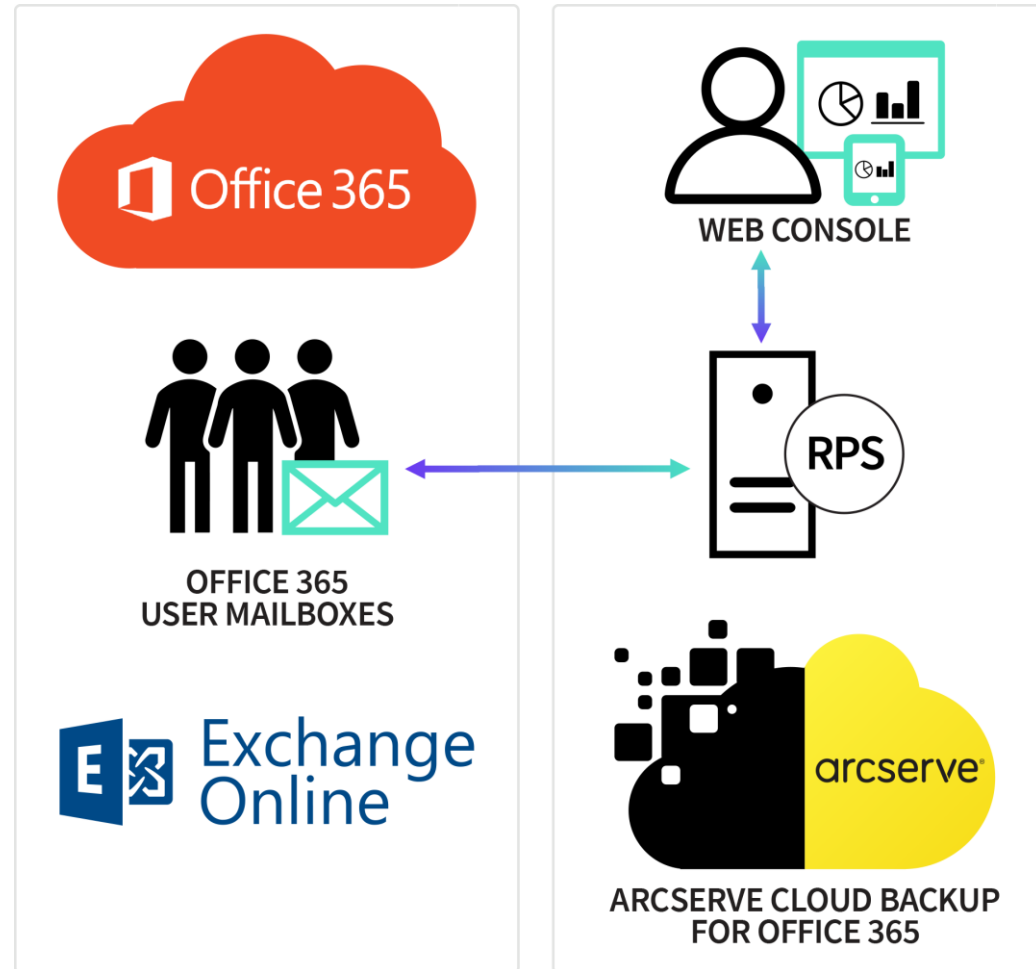 Office 365
OFFICE 365
USER MAILBOXES
E
Exchange
Online
WEB CONSOLE
RPS
arcserve®
ARCSERVE CLOUD BACKUP
FOR OFFICE 365